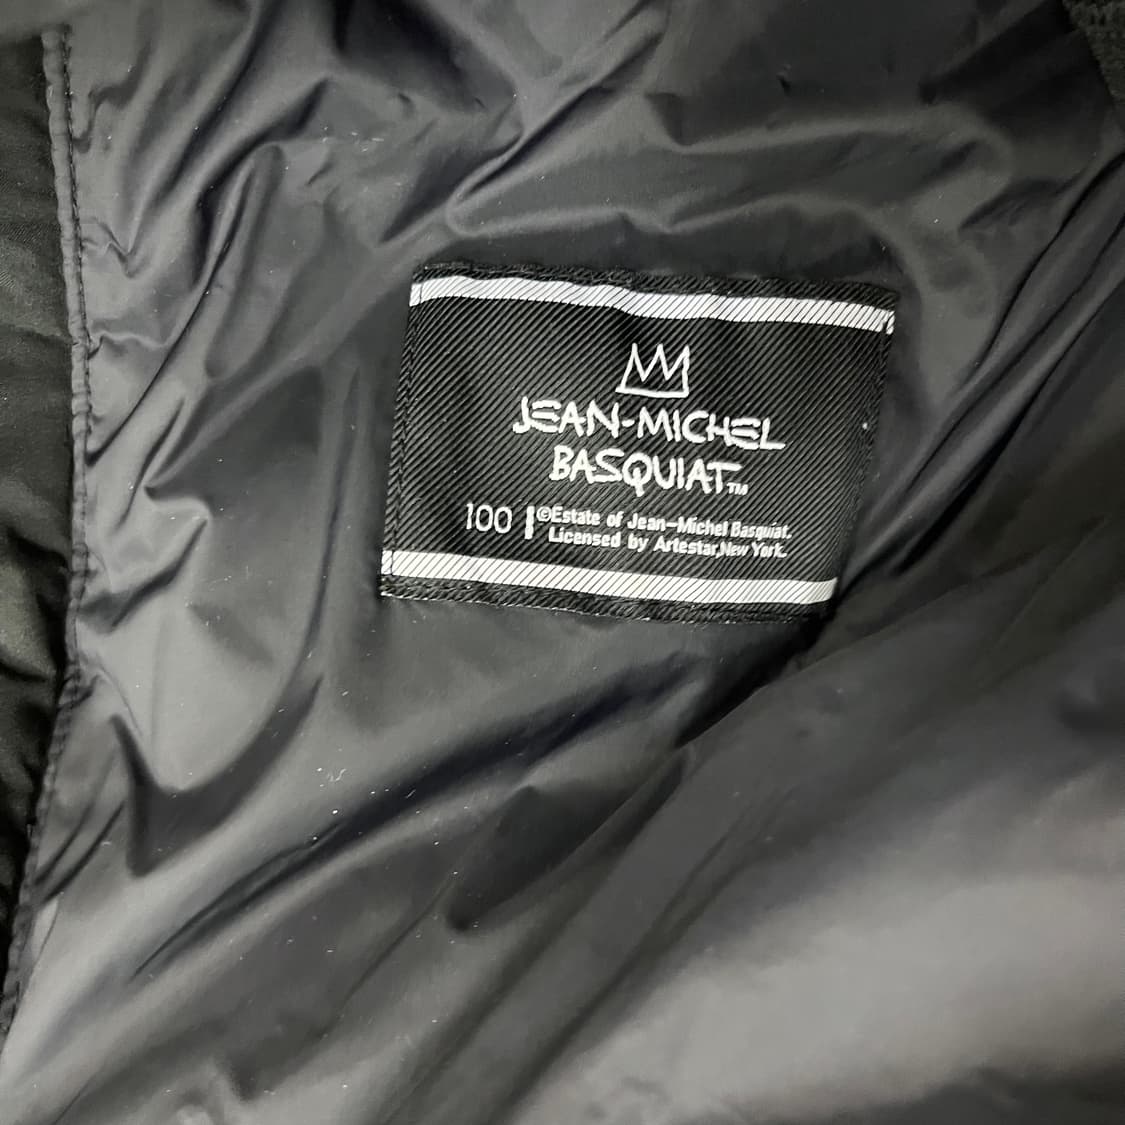 JEAN-MICHEL
BASQUIAT™
100 ©Estate of Jean-Michel Basquiat.
Licensed by Artestar,New York.